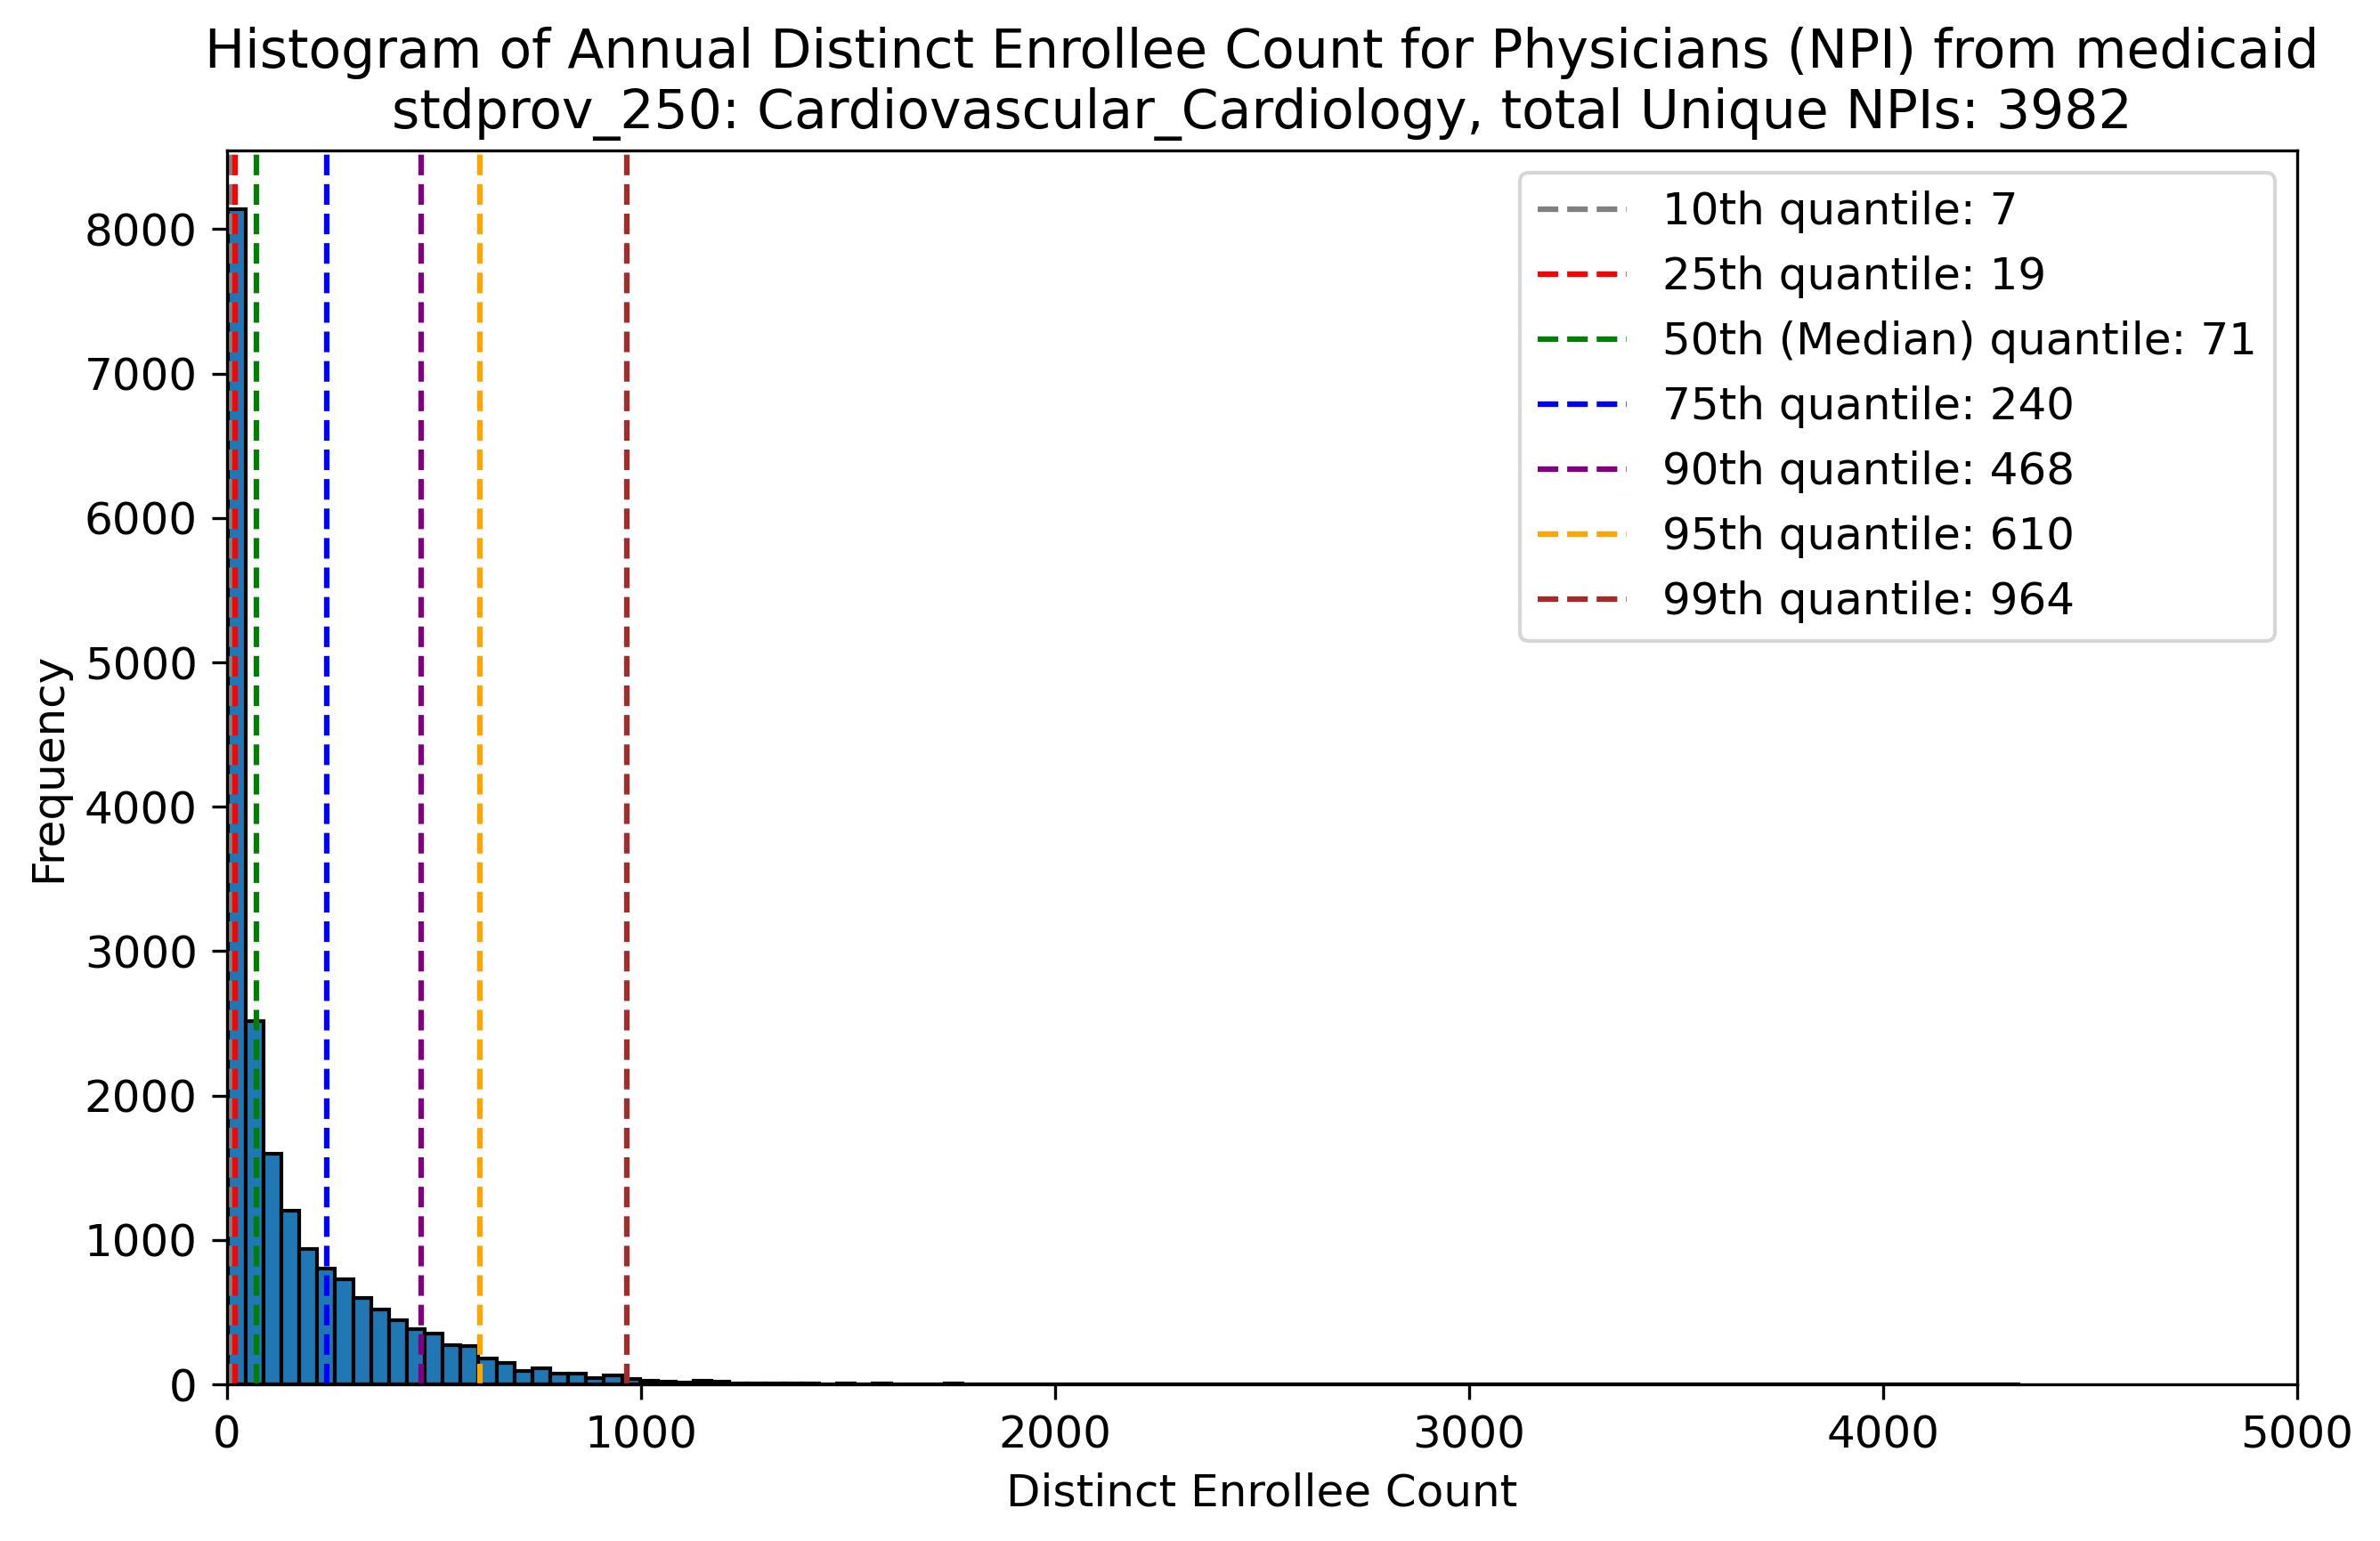 Histogram of Annual Distinct Enrollee Count for Physicians (NPI) from medicaid
stdprov_250: Cardiovascular_Cardiology, total Unique NPIs: 3982
10th quantile: 7
25th quantile: 19
50th (Median) quantile: 71
75th quantile: 240
90th quantile: 468
95th quantile: 610
99th quantile: 964
Frequency
8000
7000
6000
5000
4000
3000
2000
1000
0
0 1000 2000 3000 4000 5000
Distinct Enrollee Count